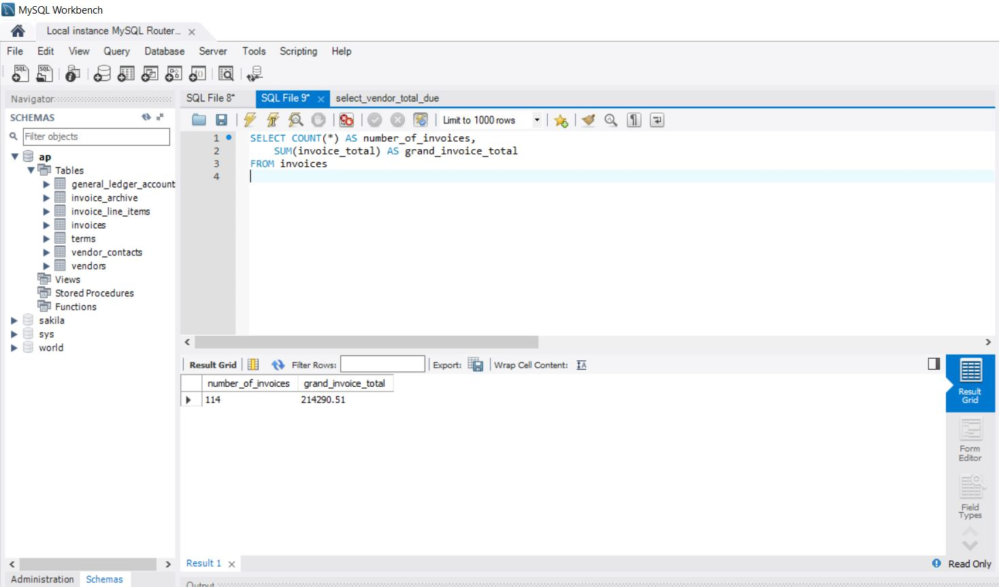 MySQL Workbench
Local instance MySQL Router...
File Edit View Query Database Server Tools Scripting Help
Navigator
SCHEMAS
Filter objects
ap
Tables
general_ledger_account
invoice_archive
invoice_line_items
invoices
terms
vendor_contacts
vendors
Views
Stored Procedures
Functions
sakila
sys
world
Administration Schemas
SQL File 8* SQL File 9* select_vendor_total_due
Limit to 1000 rows
1 SELECT COUNT(*) AS number_of_invoices,
2 SUM(invoice_total) AS grand_invoice_total
3 FROM invoices
4
Result Grid Filter Rows: Export: Wrap Cell Content:
number_of_invoices grand_invoice_total
114 214290.51
Result
Grid
Form
Editor
Field
Types
Result 1 Read Only
Output